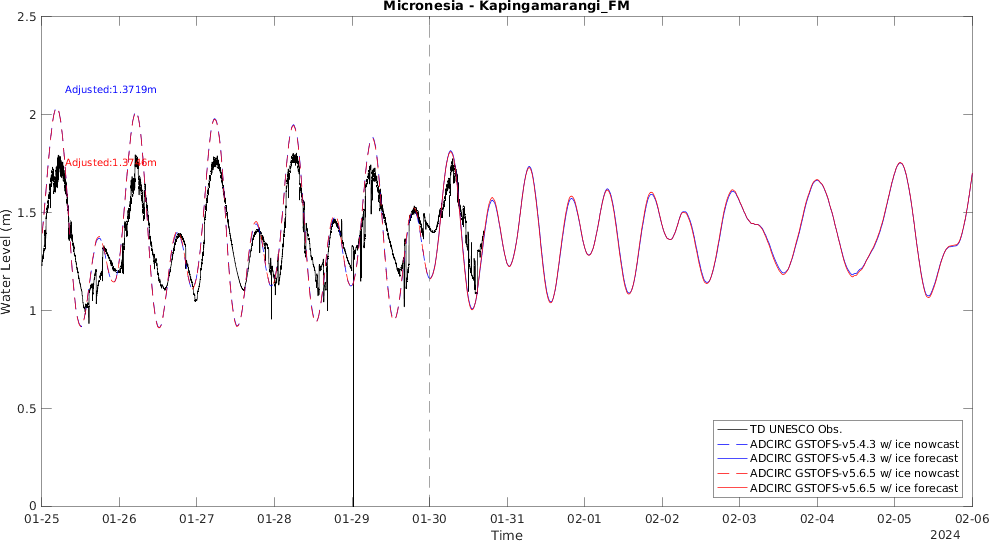 Micronesia - Kapingamarangi_FM
Water Level (m)
2.5
2
1.5
1
0.5
0
Adjusted:1.3719m
TD UNESCO Obs.
ADCIRC GSTOFS-v5.4.3 w/ ice nowcast
ADCIRC GSTOFS-v5.4.3 w/ ice forecast
ADCIRC GSTOFS-v5.6.5 w/ ice nowcast
ADCIRC GSTOFS-v5.6.5 w/ ice forecast
01-25 01-26 01-27 01-28 01-29 01-30 01-31 02-01 02-02 02-03 02-04 02-05 02-06
Time
2024